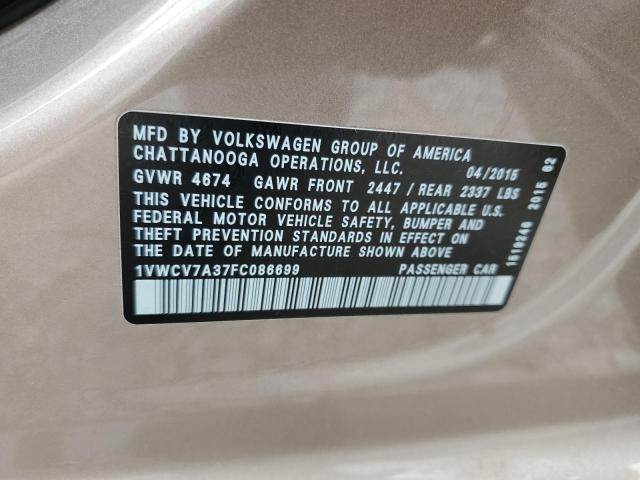 MFD BY VOLKSWAGEN GROUP OF AMERICA
CHATTANOOGA OPERATIONS, LLC. 04/2015
GVWR 4674 GAWR FRONT 2447 / REAR 2337 LBS
THIS VEHICLE CONFORMS TO ALL APPLICABLE U.S.
FEDERAL MOTOR VEHICLE SAFETY, BUMPER AND
THEFT PREVENTION STANDARDS IN EFFECT ON
THE DATE OF MANUFACTURE SHOWN ABOVE.
1VWCV7A37FC086699 PASSENGER CAR
1610246 2015 02